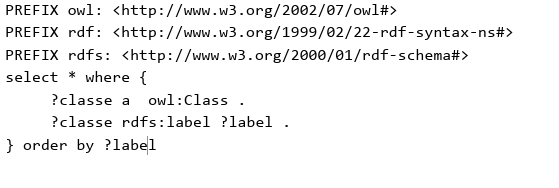 PREFIX owl: <http://www.w3.org/2002/07/owl#>
PREFIX rdf: <http://www.w3.org/1999/02/22-rdf-syntax-ns#>
PREFIX rdfs: <http://www.w3.org/2000/01/rdf-schema#>
select * where {
     ?classe a  owl:Class .
     ?classe rdfs:label ?label .
} order by ?label